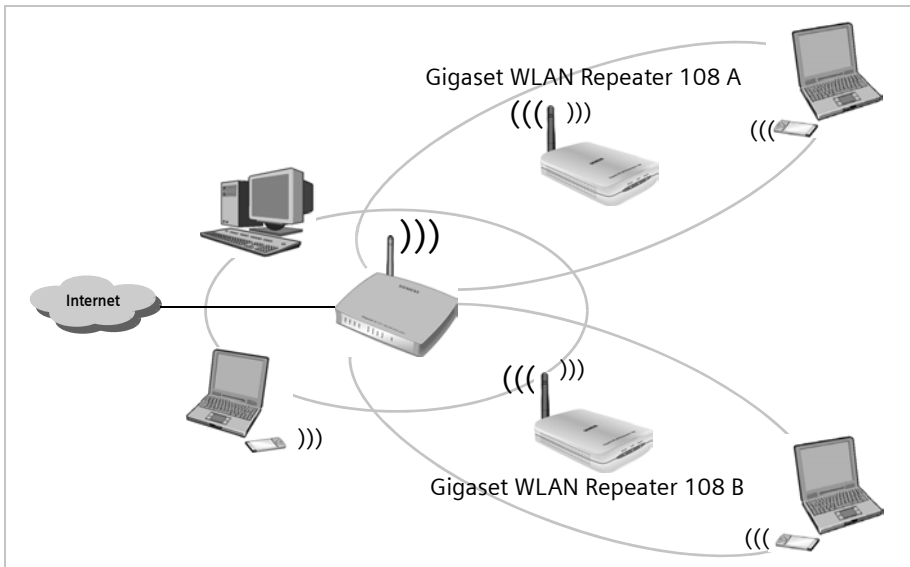 Gigaset WLAN Repeater 108 A
Internet
Gigaset WLAN Repeater 108 B